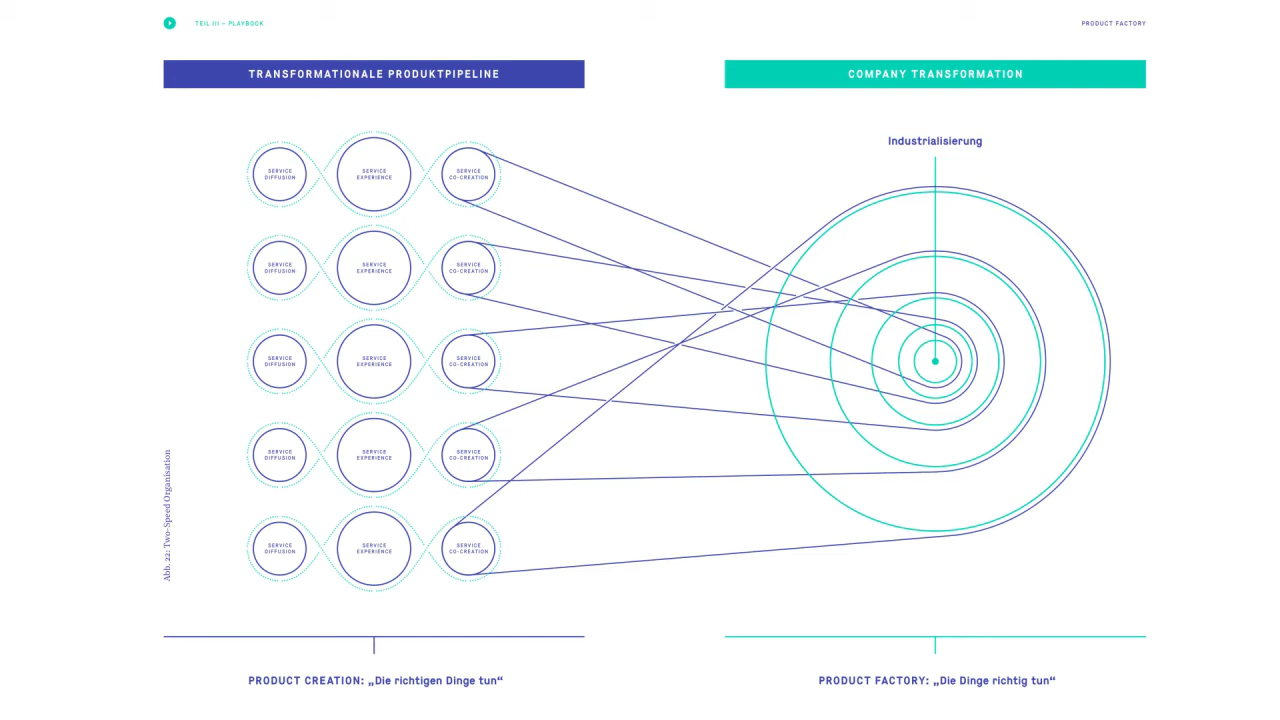 TEIL III – PLAYBOOK
PRODUCT FACTORY
TRANSFORMATIONALE PRODUKTPIPELINE
COMPANY TRANSFORMATION
Industrialisierung
SERVICE
DIFFUSION
SERVICE
EXPERIENCE
SERVICE
CO-CREATION
SERVICE
DIFFUSION
SERVICE
EXPERIENCE
SERVICE
CO-CREATION
SERVICE
DIFFUSION
SERVICE
EXPERIENCE
SERVICE
CO-CREATION
SERVICE
DIFFUSION
SERVICE
EXPERIENCE
SERVICE
CO-CREATION
SERVICE
DIFFUSION
SERVICE
EXPERIENCE
SERVICE
CO-CREATION
Abb. 22: Two-Speed Organisation
PRODUCT CREATION: „Die richtigen Dinge tun“
PRODUCT FACTORY: „Die Dinge richtig tun“